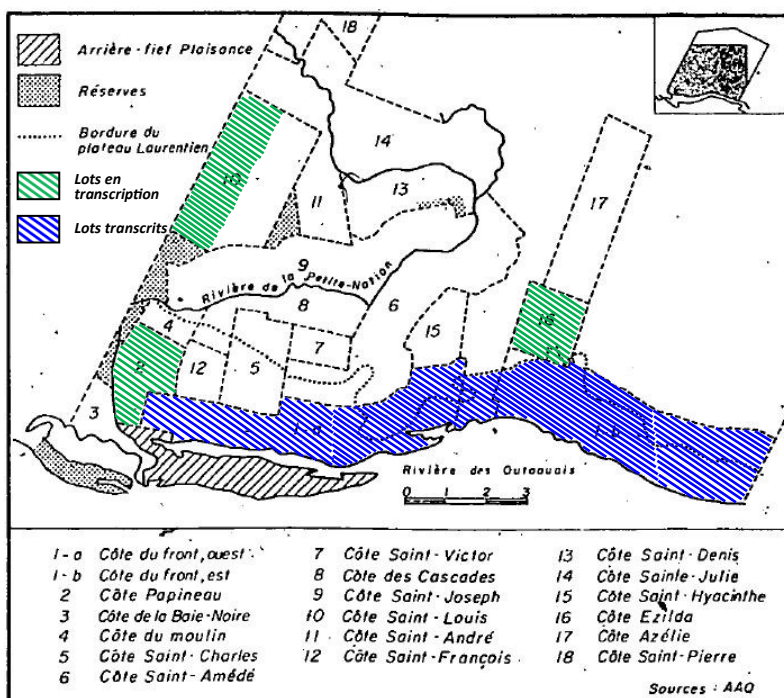 Arrière-fief Plaisance
Réserves
Bordure du
plateau Laurentien
Lots en
transcription
Lots transcrits
18
14
10
11
13
17
9
Rivière de la Petite-Nation
8
6
4
16
15
7
2
12
5
3
1-a
1-b
Rivière des Outaouais
0 1 2 3
1-a Côte du front, ouest
1-b Côte du front, est
2 Côte Papineau
3 Côte de la Baie-Noire
4 Côte du moulin
5 Côte Saint-Charles
6 Côte Saint-Amédé
7 Côte Saint-Victor
8 Côte des Cascades
9 Côte Saint-Joseph
10 Côte Saint-Louis
11 Côte Saint-André
12 Côte Saint-François
13 Côte Saint-Denis
14 Côte Sainte-Julie
15 Côte Saint-Hyacinthe
16 Côte Ezilda
17 Côte Azélie
18 Côte Saint-Pierre
Sources : AAQ